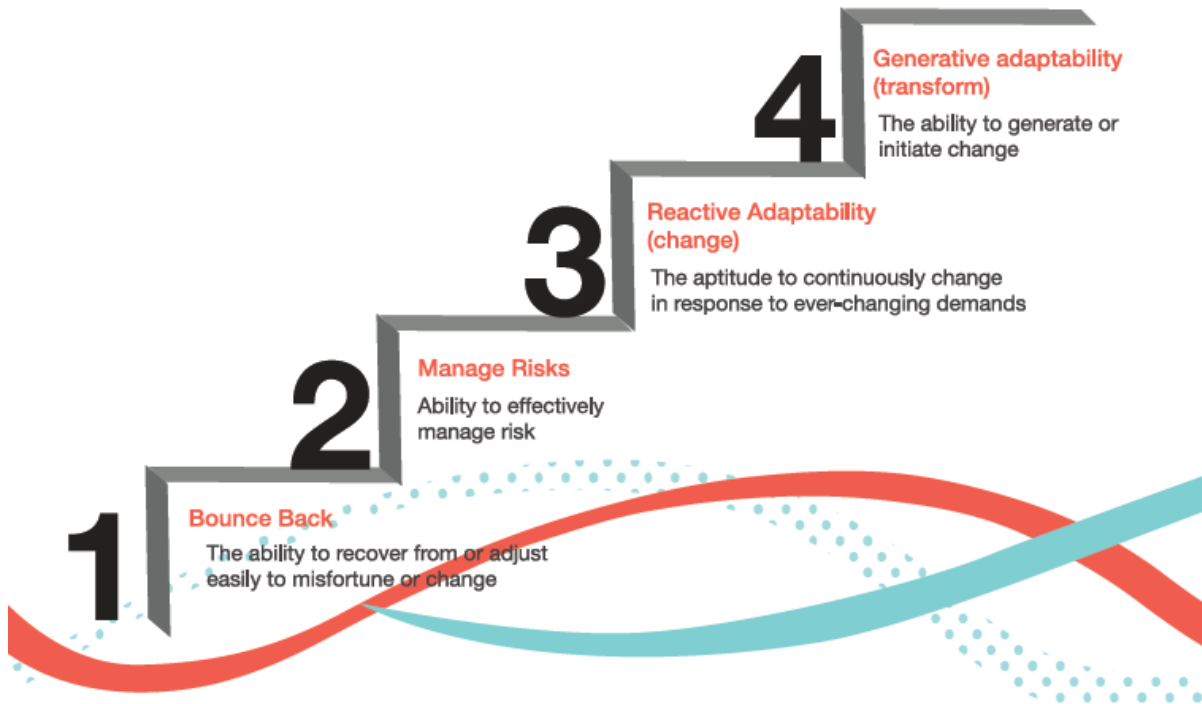 4
Generative adaptability
(transform)
The ability to generate or
initiate change
3
Reactive Adaptability
(change)
The aptitude to continuously change
in response to ever-changing demands
2
Manage Risks
Ability to effectively
manage risk
1
Bounce Back
The ability to recover from or adjust
easily to misfortune or change